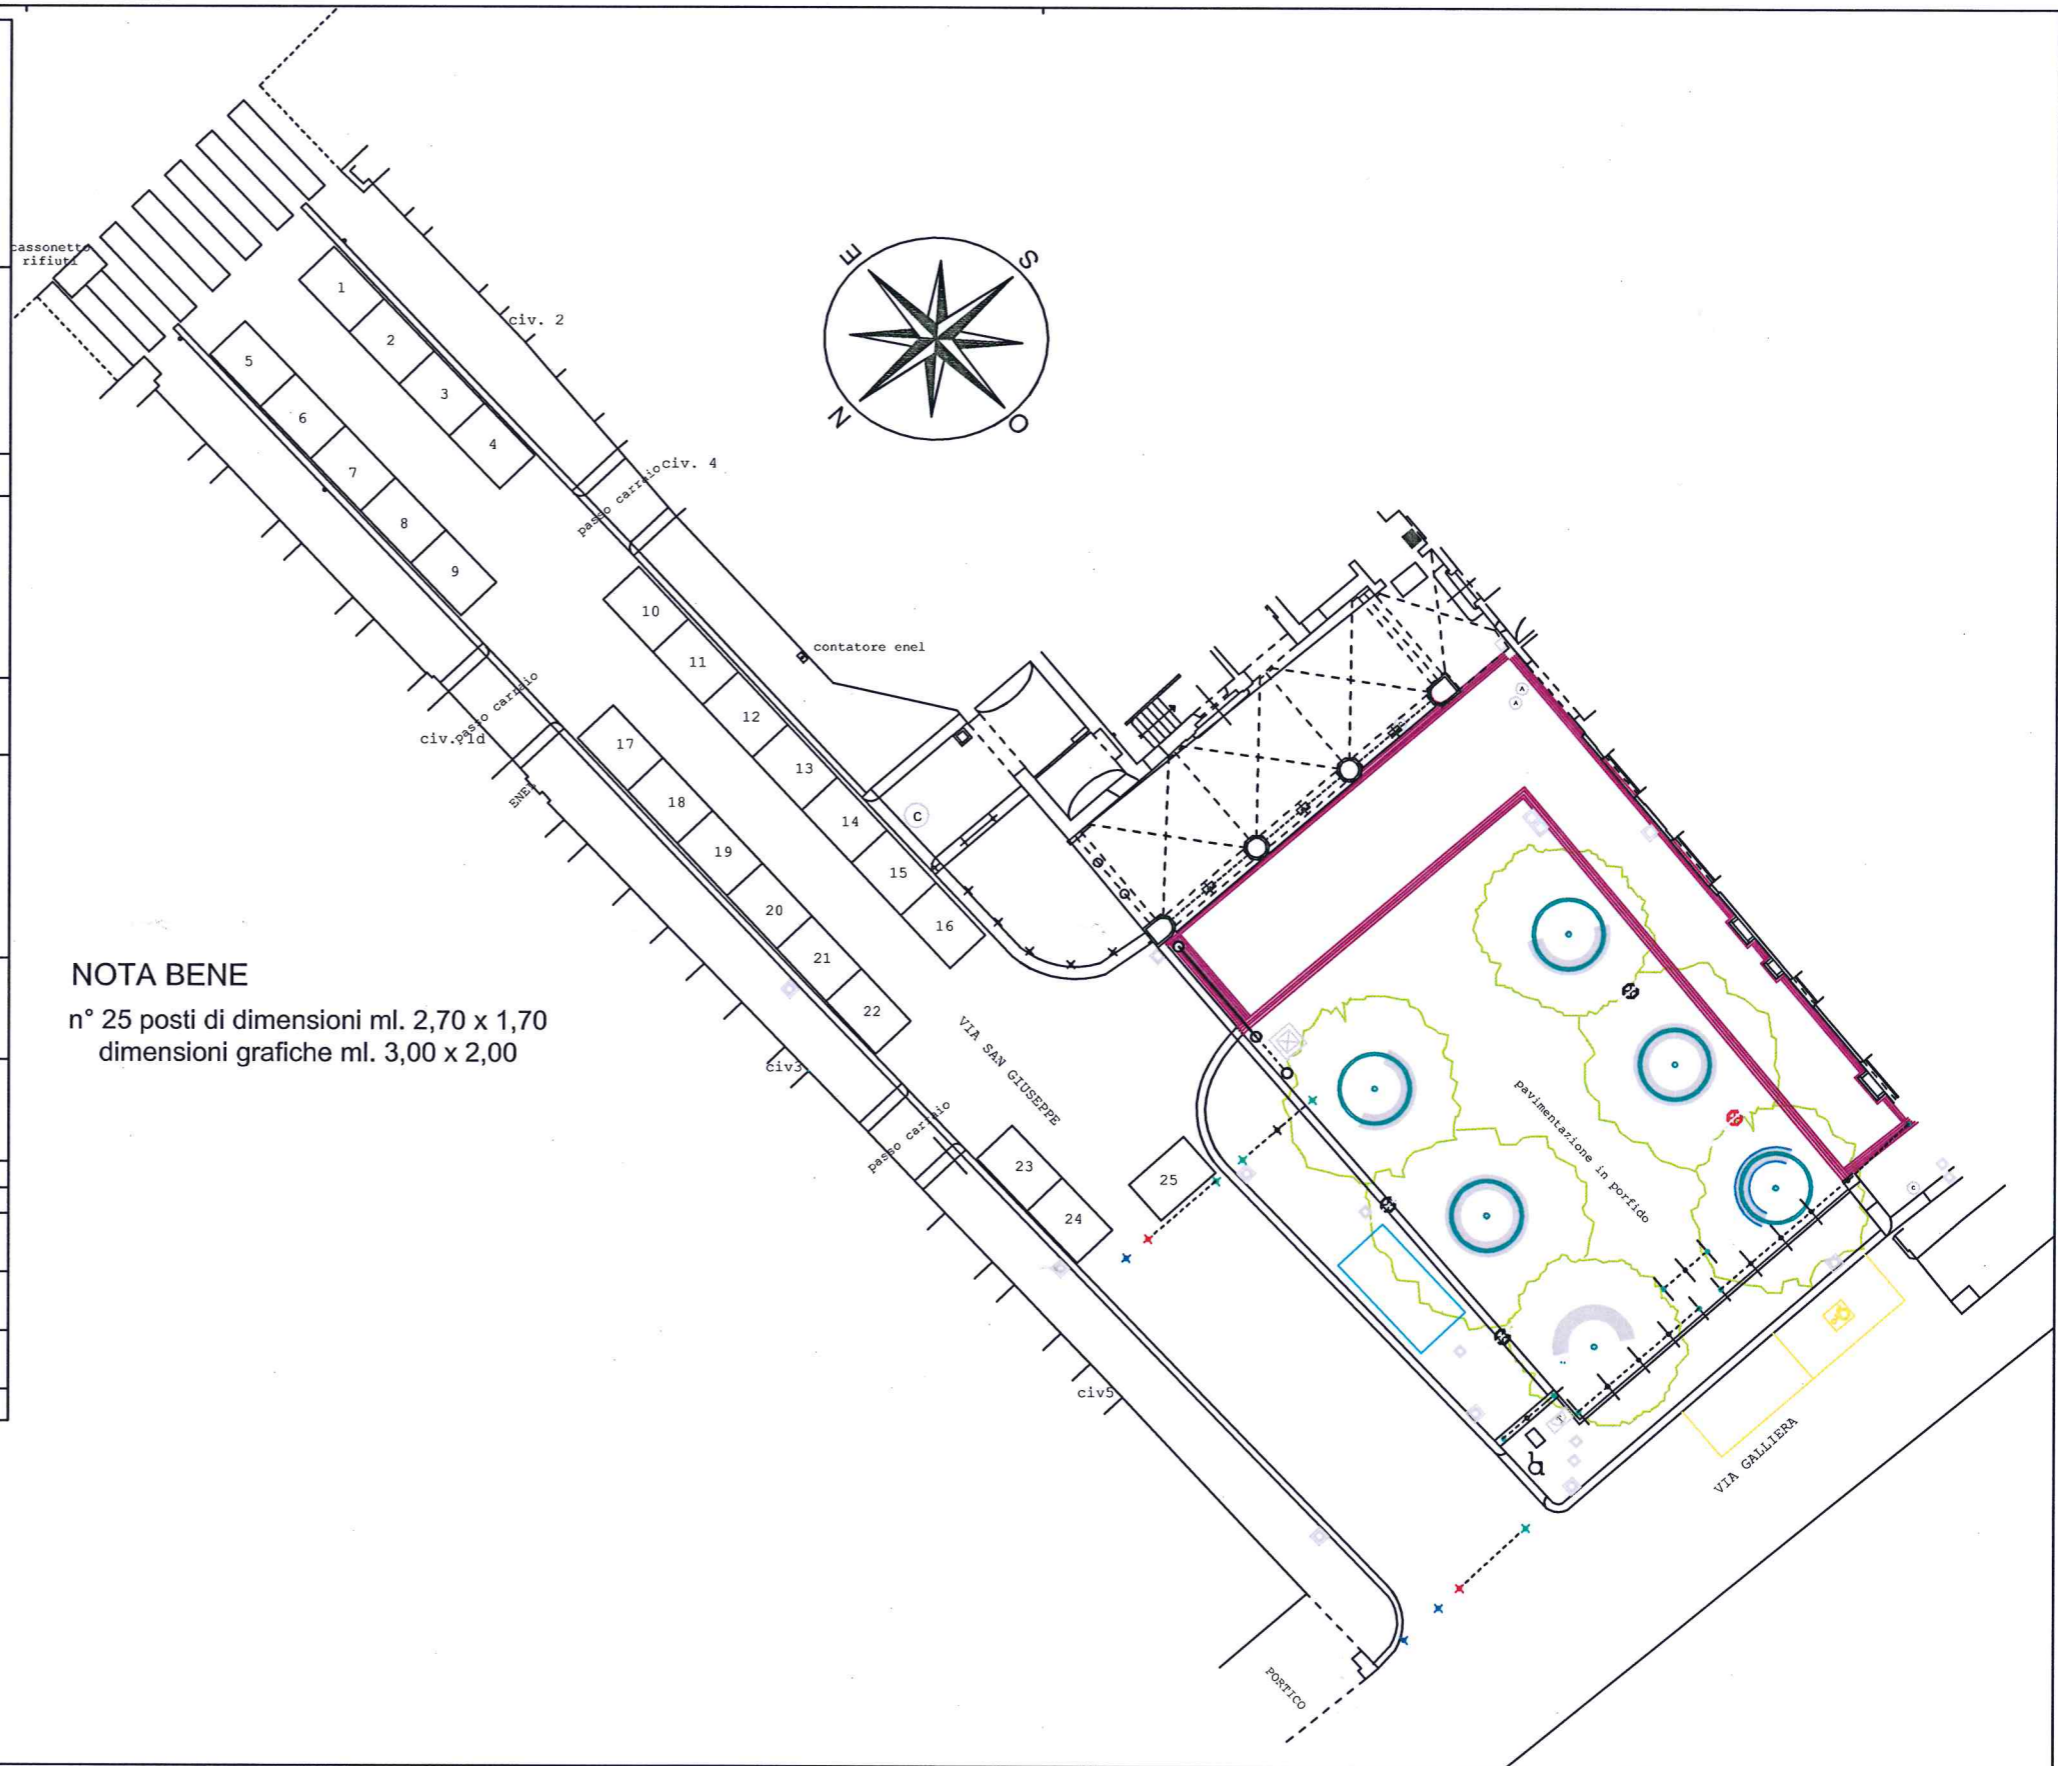 cassonetto
rifiuti
1
2
3
4
5
6
7
8
9
civ. 2
E
S
N
O
civ. 4
passo carraio
10
11
12
13
14
15
16
contatore enel
C
passo carraio
civ. 1d
ENEL
17
18
19
20
21
22
A
A
NOTA BENE
n° 25 posti di dimensioni ml. 2,70 x 1,70
dimensioni grafiche ml. 3,00 x 2,00
VIA SAN GIUSEPPE
civ3
passo carraio
23
24
25
pavimentazione in porfido
C
civ5
T
VIA GALLIERA
PORTICO